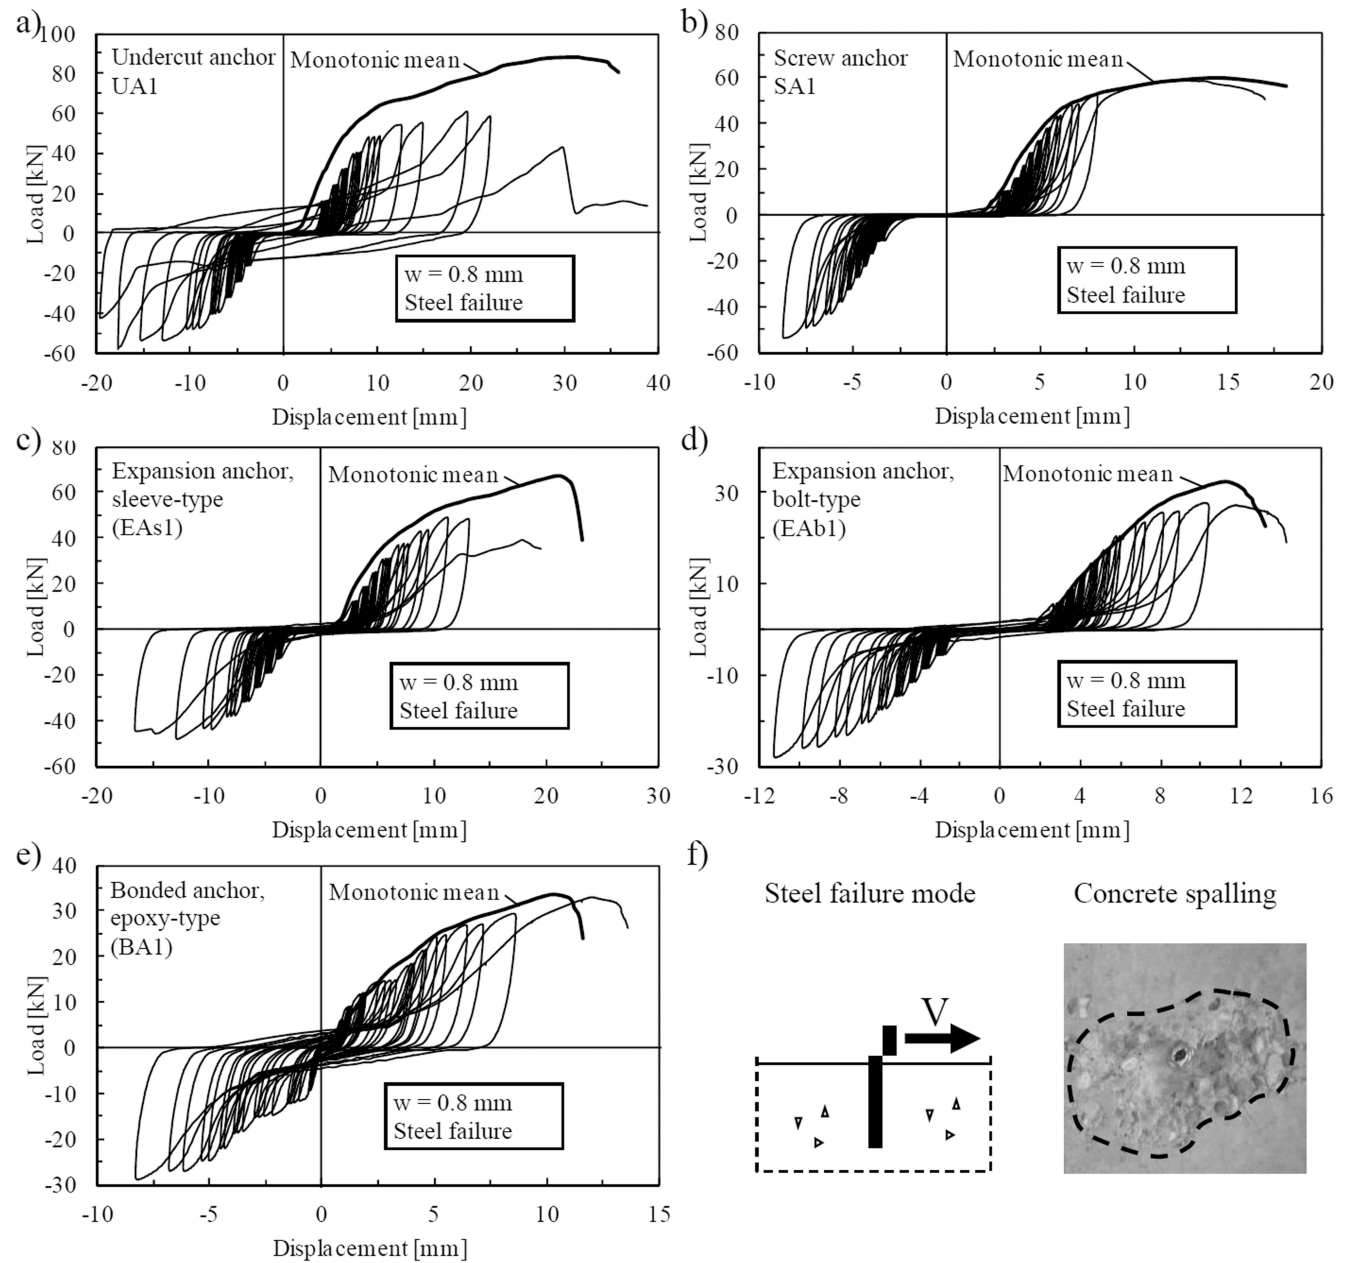 a)
100
80
60
40
20
0
-20
-40
-60
Load [kN]
Undercut anchor
UA1
Monotonic mean
w = 0.8 mm
Steel failure
-20 -10 0 10 20 30 40
Displacement [mm]
b)
80
60
40
20
0
-20
-40
-60
Load [kN]
Screw anchor
SA1
Monotonic mean
w = 0.8 mm
Steel failure
-10 -5 0 5 10 15 20
Displacement [mm]
c)
80
60
40
20
0
-20
-40
-60
Load [kN]
Expansion anchor,
sleeve-type
(EAs1)
Monotonic mean
w = 0.8 mm
Steel failure
-20 -10 0 10 20 30
Displacement [mm]
d)
30
10
-10
-30
Load [kN]
Expansion anchor,
bolt-type
(EAb1)
Monotonic mean
w = 0.8 mm
Steel failure
-12 -8 -4 0 4 8 12 16
Displacement [mm]
e)
40
30
20
10
0
-10
-20
-30
Load [kN]
Bonded anchor,
epoxy-type
(BA1)
Monotonic mean
w = 0.8 mm
Steel failure
-10 -5 0 5 10 15
Displacement [mm]
f)
Steel failure mode
V
Concrete spalling